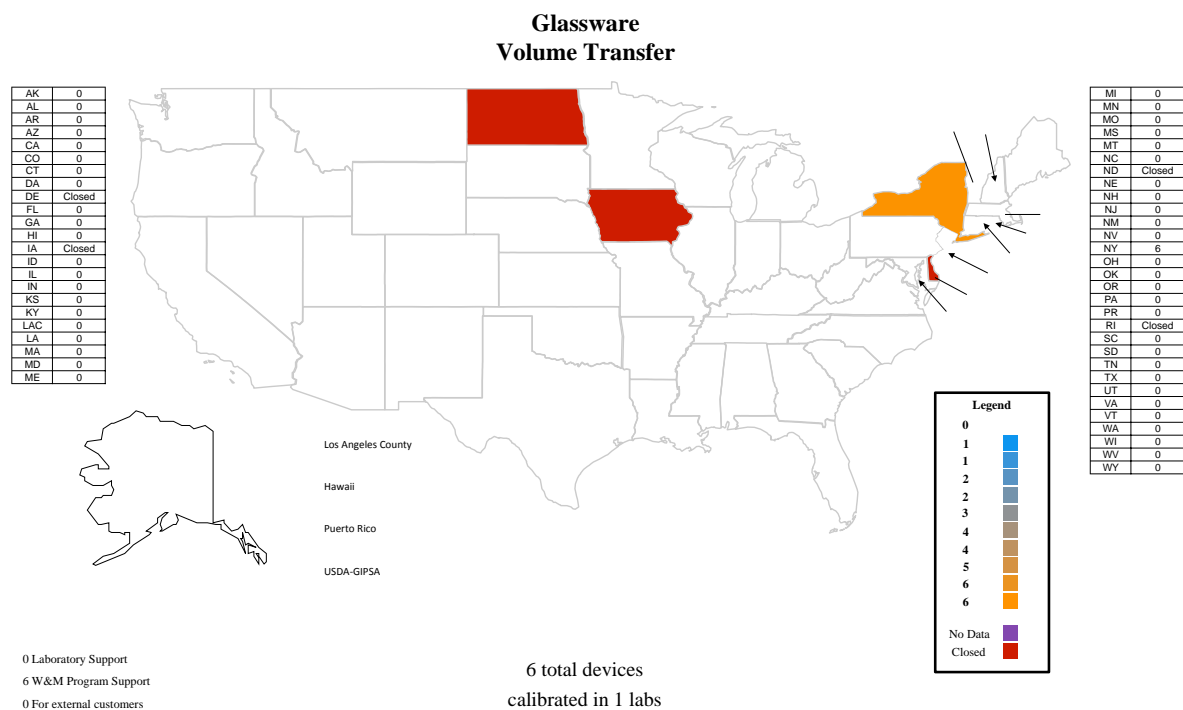 Glassware
Volume Transfer
AK 0
AL 0
AR 0
AZ 0
CA 0
CO 0
CT 0
DA 0
DE Closed
FL 0
GA 0
HI 0
IA Closed
ID 0
IL 0
IN 0
KS 0
KY 0
LAC 0
LA 0
MA 0
MD 0
ME 0
MI 0
MN 0
MO 0
MS 0
MT 0
NC 0
ND Closed
NE 0
NH 0
NJ 0
NM 0
NV 0
NY 6
OH 0
OK 0
OR 0
PA 0
PR 0
RI Closed
SC 0
SD 0
TN 0
TX 0
UT 0
VA 0
VT 0
WA 0
WI 0
WV 0
WY 0
Los Angeles County
Hawaii
Puerto Rico
USDA-GIPSA
Legend
0
1
1
2
2
3
4
4
5
6
6
No Data
Closed
0 Laboratory Support
6 W&M Program Support
0 For external customers
6 total devices
calibrated in 1 labs